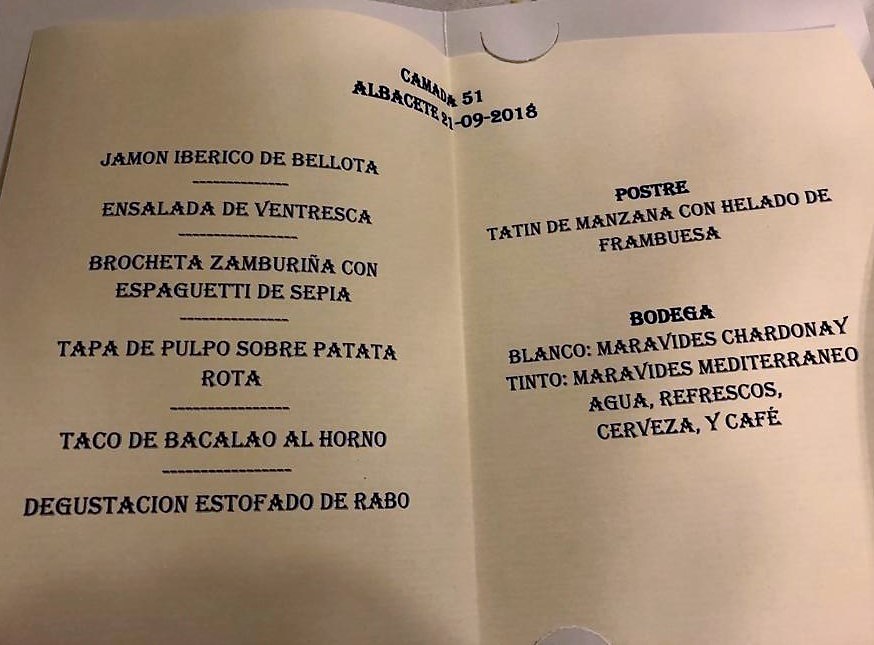 CAMADA 51
ALBACETE 21-09-2018
JAMON IBERICO DE BELLOTA
--------------
ENSALADA DE VENTRESCA
-----------------
BROCHETA ZAMBURIÑA CON
ESPAGUETTI DE SEPIA
----------------
TAPA DE PULPO SOBRE PATATA
ROTA
-----------------
TACO DE BACALAO AL HORNO
------------------
DEGUSTACION ESTOFADO DE RABO
POSTRE
TATIN DE MANZANA CON HELADO DE
FRAMBUESA
BODEGA
BLANCO: MARAVIDES CHARDONAY
TINTO: MARAVIDES MEDITERRANEO
AGUA, REFRESCOS,
CERVEZA, Y CAFÉ